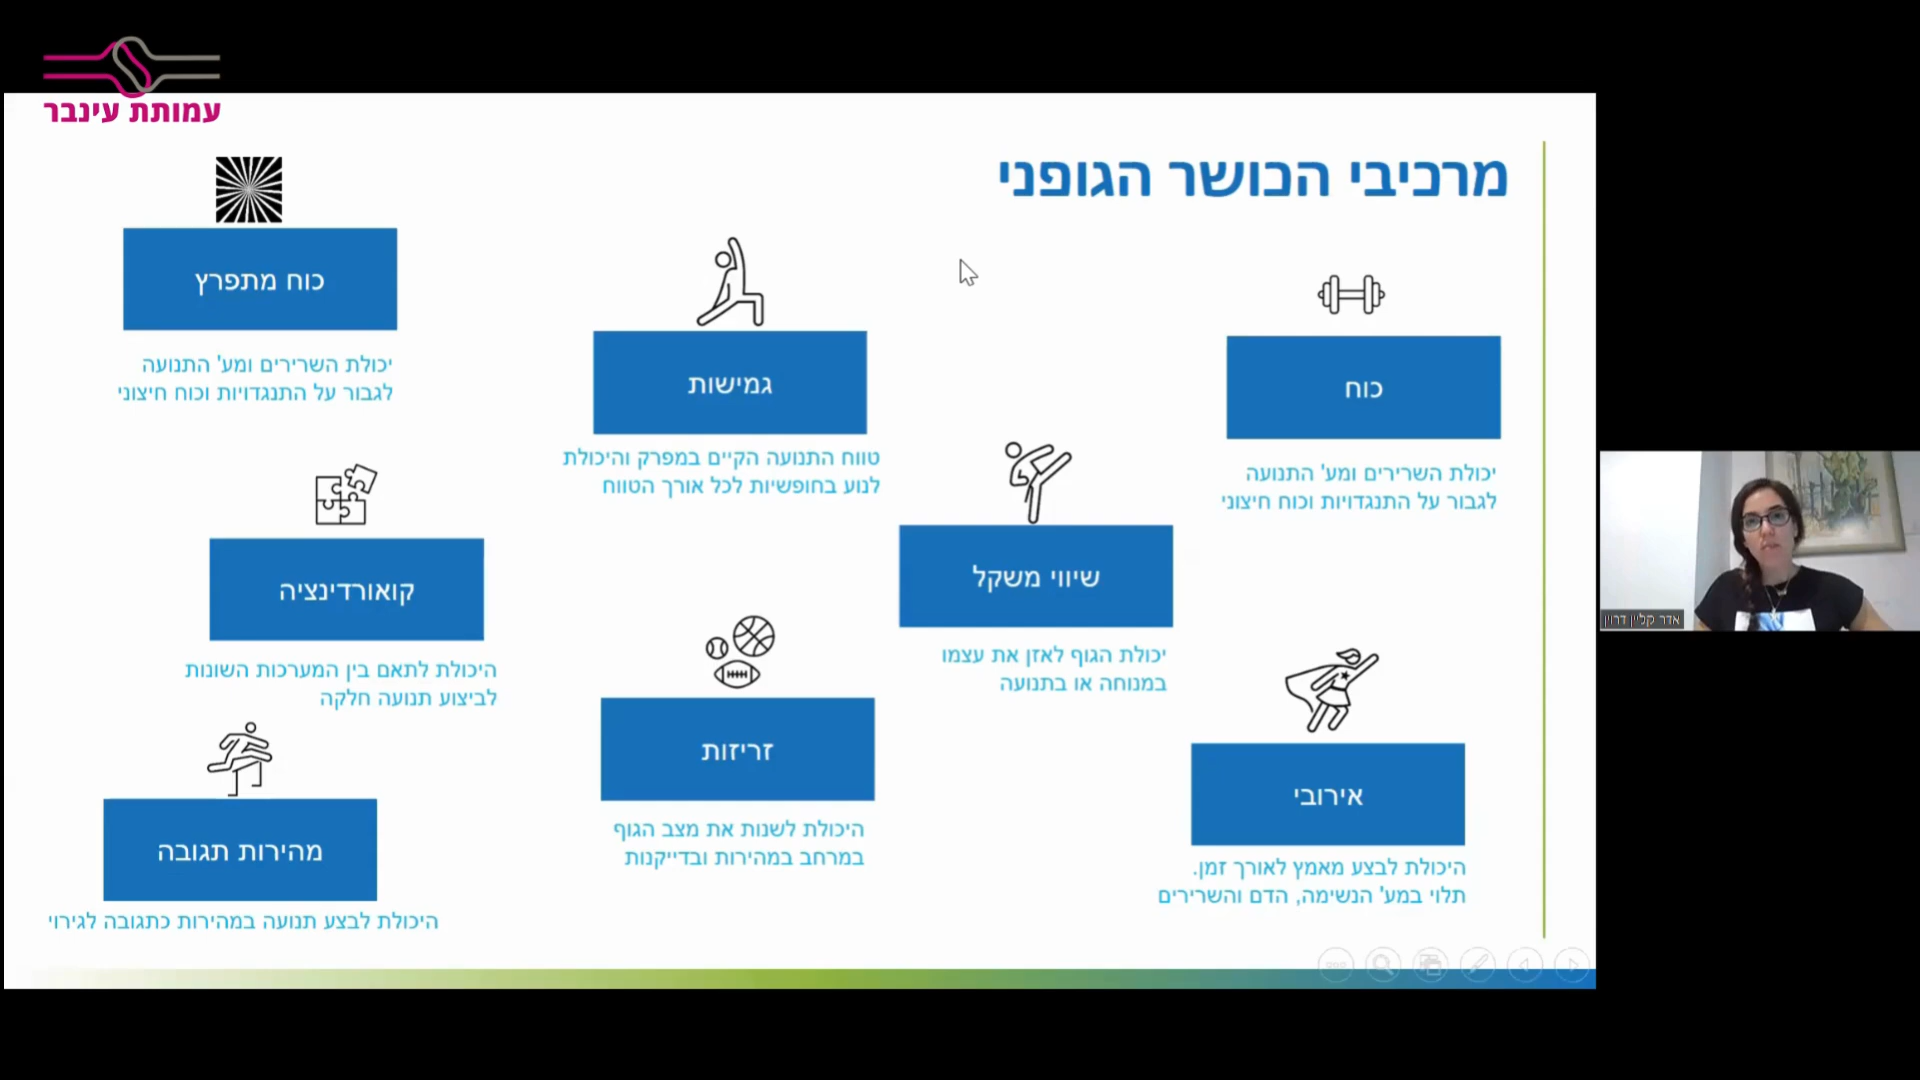 עמותת עינבר
מרכיבי הכושר הגופני
כוח
יכולת השרירים ומע' התנועה
לגבור על התנגדויות וכוח חיצוני
אירובי
היכולת לבצע מאמץ לאורך זמן.
תלוי במע' הנשימה, הדם והשרירים
שיווי משקל
יכולת הגוף לאזן את עצמו
במנוחה או בתנועה
גמישות
טווח התנועה הקיים במפרק והיכולת
לנוע בחופשיות לכל אורך הטווח
זריזות
היכולת לשנות את מצב הגוף
במרחב במהירות ובדייקנות
כוח מתפרץ
יכולת השרירים ומע' התנועה
לגבור על התנגדויות וכוח חיצוני
קואורדינציה
היכולת לתאם בין המערכות השונות
לביצוע תנועה חלקה
מהירות תגובה
היכולת לבצע תנועה במהירות כתגובה לגירוי
אדר קליין דרוין